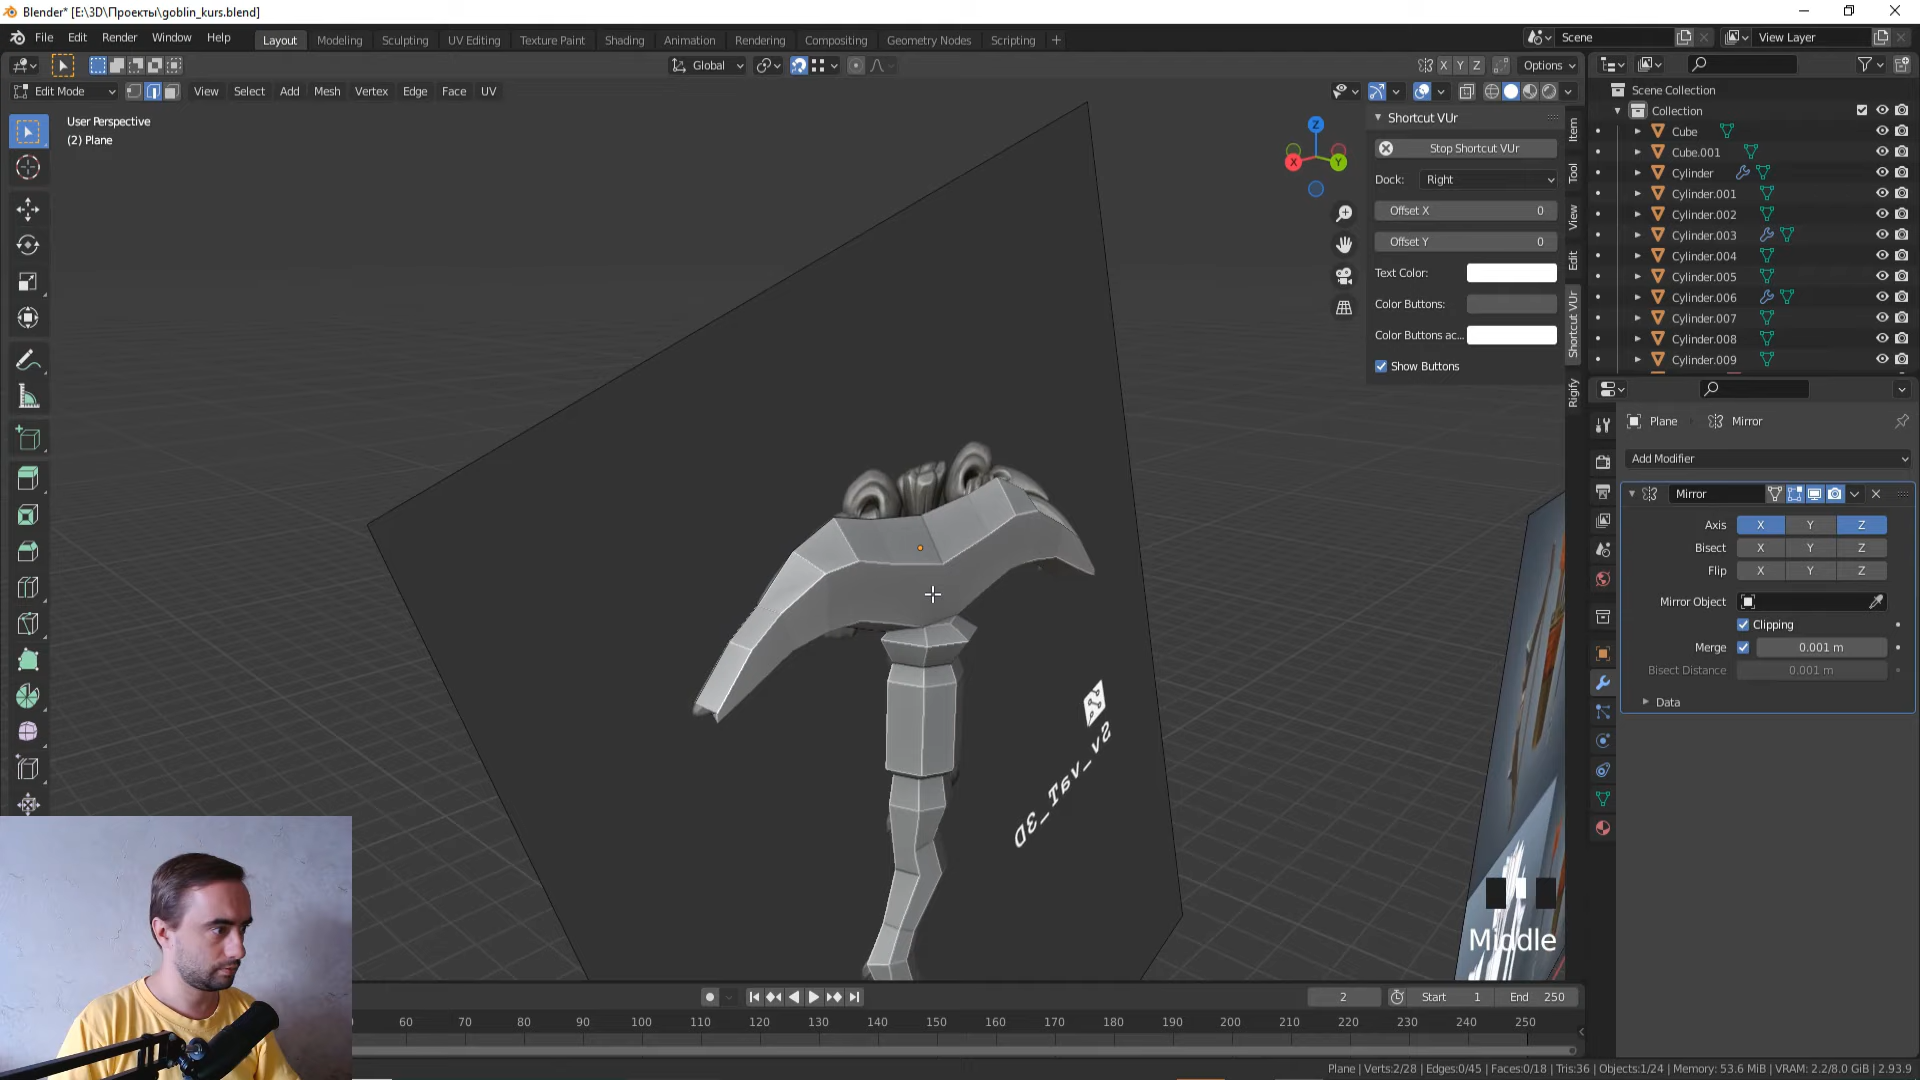 Blender* [E:\3D\Проекты\goblin_kurs.blend]
File Edit Render Window Help
Layout Modeling Sculpting UV Editing Texture Paint Shading Animation Rendering Compositing Geometry Nodes Scripting
Scene
View Layer
Global
X Y Z
Options
Edit Mode
View Select Add Mesh Vertex Edge Face UV
User Perspective
(2) Plane
Z
X
Y
Shortcut VUr
Stop Shortcut VUr
Dock: Right
Offset X 0
Offset Y 0
Text Color:
Color Buttons:
Color Buttons ac...
Show Buttons
Item
Tool
View
Edit
Shortcut VUr
Rigify
Scene Collection
Collection
Cube
Cube.001
Cylinder
Cylinder.001
Cylinder.002
Cylinder.003
Cylinder.004
Cylinder.005
Cylinder.006
Cylinder.007
Cylinder.008
Cylinder.009
Plane Mirror
Add Modifier
Mirror
Axis X Y Z
Bisect X Y Z
Flip X Y Z
Mirror Object
Clipping
Merge 0.001 m
Bisect Distance 0.001 m
Data
3D_Tav_v2
Middle
2
Start 1
End 250
60 70 80 90 100 110 120 130 140 150 160 170 180 190 200 210 220 230 240 250
Plane | Verts:2/28 | Edges:0/45 | Faces:0/18 | Tris:36 | Objects:1/24 | Memory: 53.6 MiB | VRAM: 2.2/8.0 GiB | 2.93.9